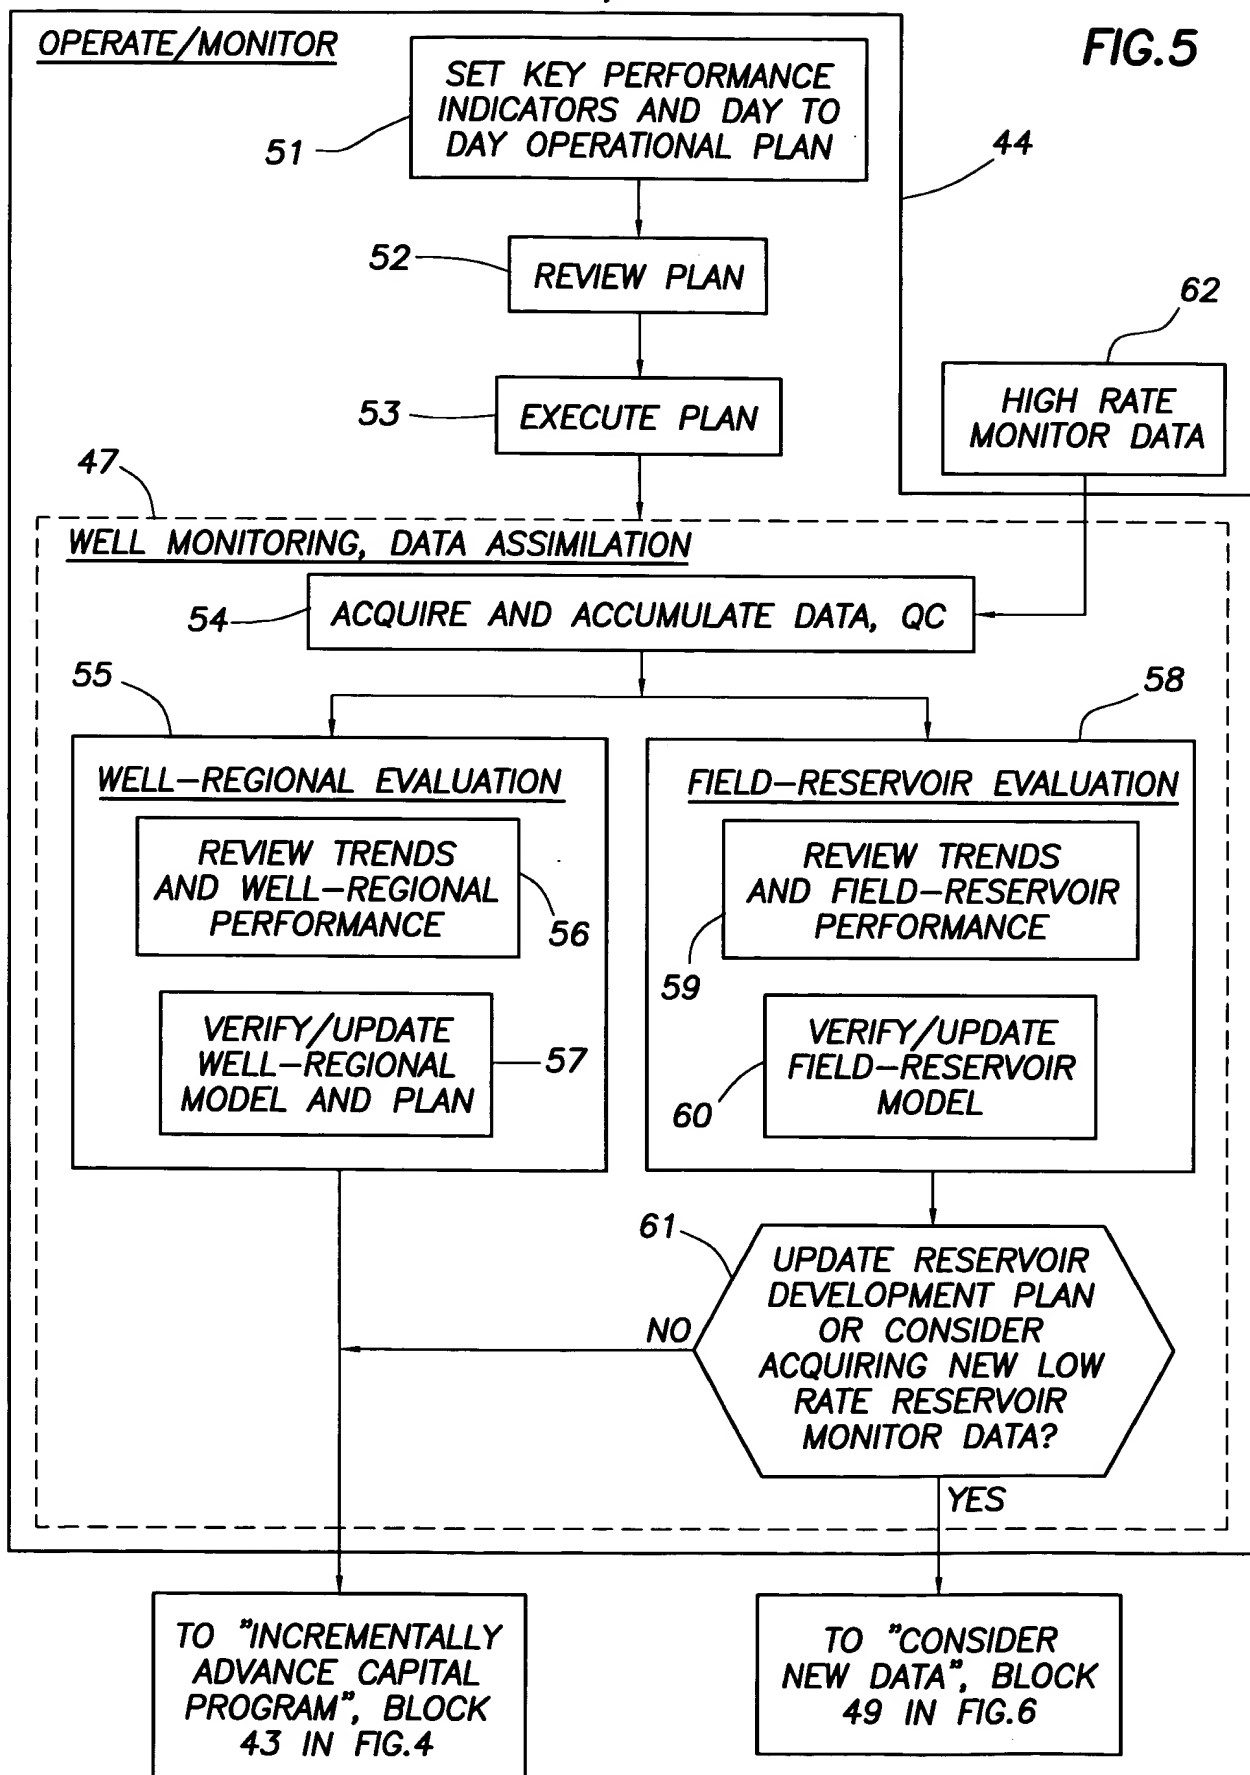 OPERATE/MONITOR
FIG.5
SET KEY PERFORMANCE
INDICATORS AND DAY TO
DAY OPERATIONAL PLAN
51
44
52
REVIEW PLAN
62
53
EXECUTE PLAN
HIGH RATE
MONITOR DATA
47
WELL MONITORING, DATA ASSIMILATION
54
ACQUIRE AND ACCUMULATE DATA, QC
55
58
WELL-REGIONAL EVALUATION
REVIEW TRENDS
AND WELL-REGIONAL
PERFORMANCE
56
VERIFY/UPDATE
WELL-REGIONAL
MODEL AND PLAN
57
FIELD-RESERVOIR EVALUATION
REVIEW TRENDS
AND FIELD-RESERVOIR
PERFORMANCE
59
VERIFY/UPDATE
FIELD-RESERVOIR
MODEL
60
61
UPDATE RESERVOIR
DEVELOPMENT PLAN
OR CONSIDER
ACQUIRING NEW LOW
RATE RESERVOIR
MONITOR DATA?
NO
YES
TO "INCREMENTALLY
ADVANCE CAPITAL
PROGRAM", BLOCK
43 IN FIG.4
TO "CONSIDER
NEW DATA", BLOCK
49 IN FIG.6